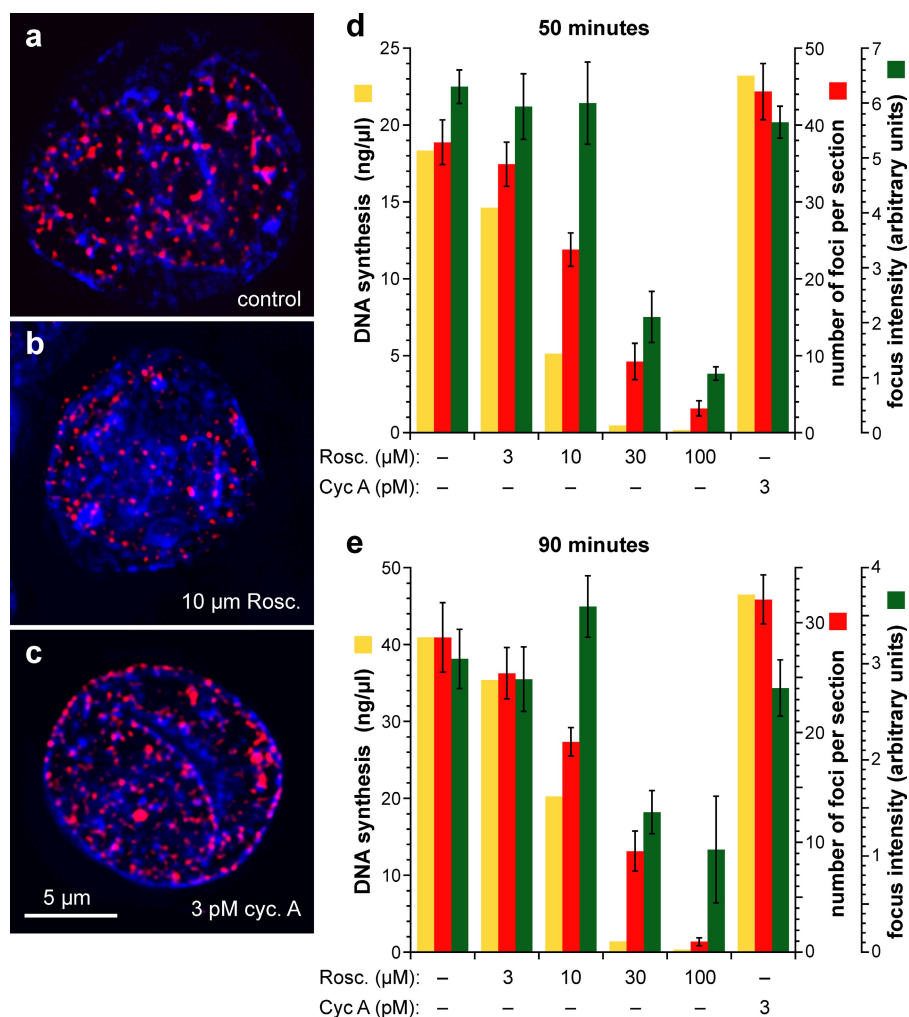 a
control
b
10 µm Rosc.
c
5 µm
3 pM cyc. A
d
50 minutes
DNA synthesis (ng/µl)
25
20
15
10
5
0
50
40
30
20
10
0
number of foci per section
7
6
5
4
3
2
1
0
focus intensity (arbitrary units)
Rosc. (µM): – 3 10 30 100 –
Cyc A (pM): – – – – – 3
e
90 minutes
DNA synthesis (ng/µl)
50
40
30
20
10
0
30
20
10
0
number of foci per section
4
3
2
1
0
focus intensity (arbitrary units)
Rosc. (µM): – 3 10 30 100 –
Cyc A (pM): – – – – – 3